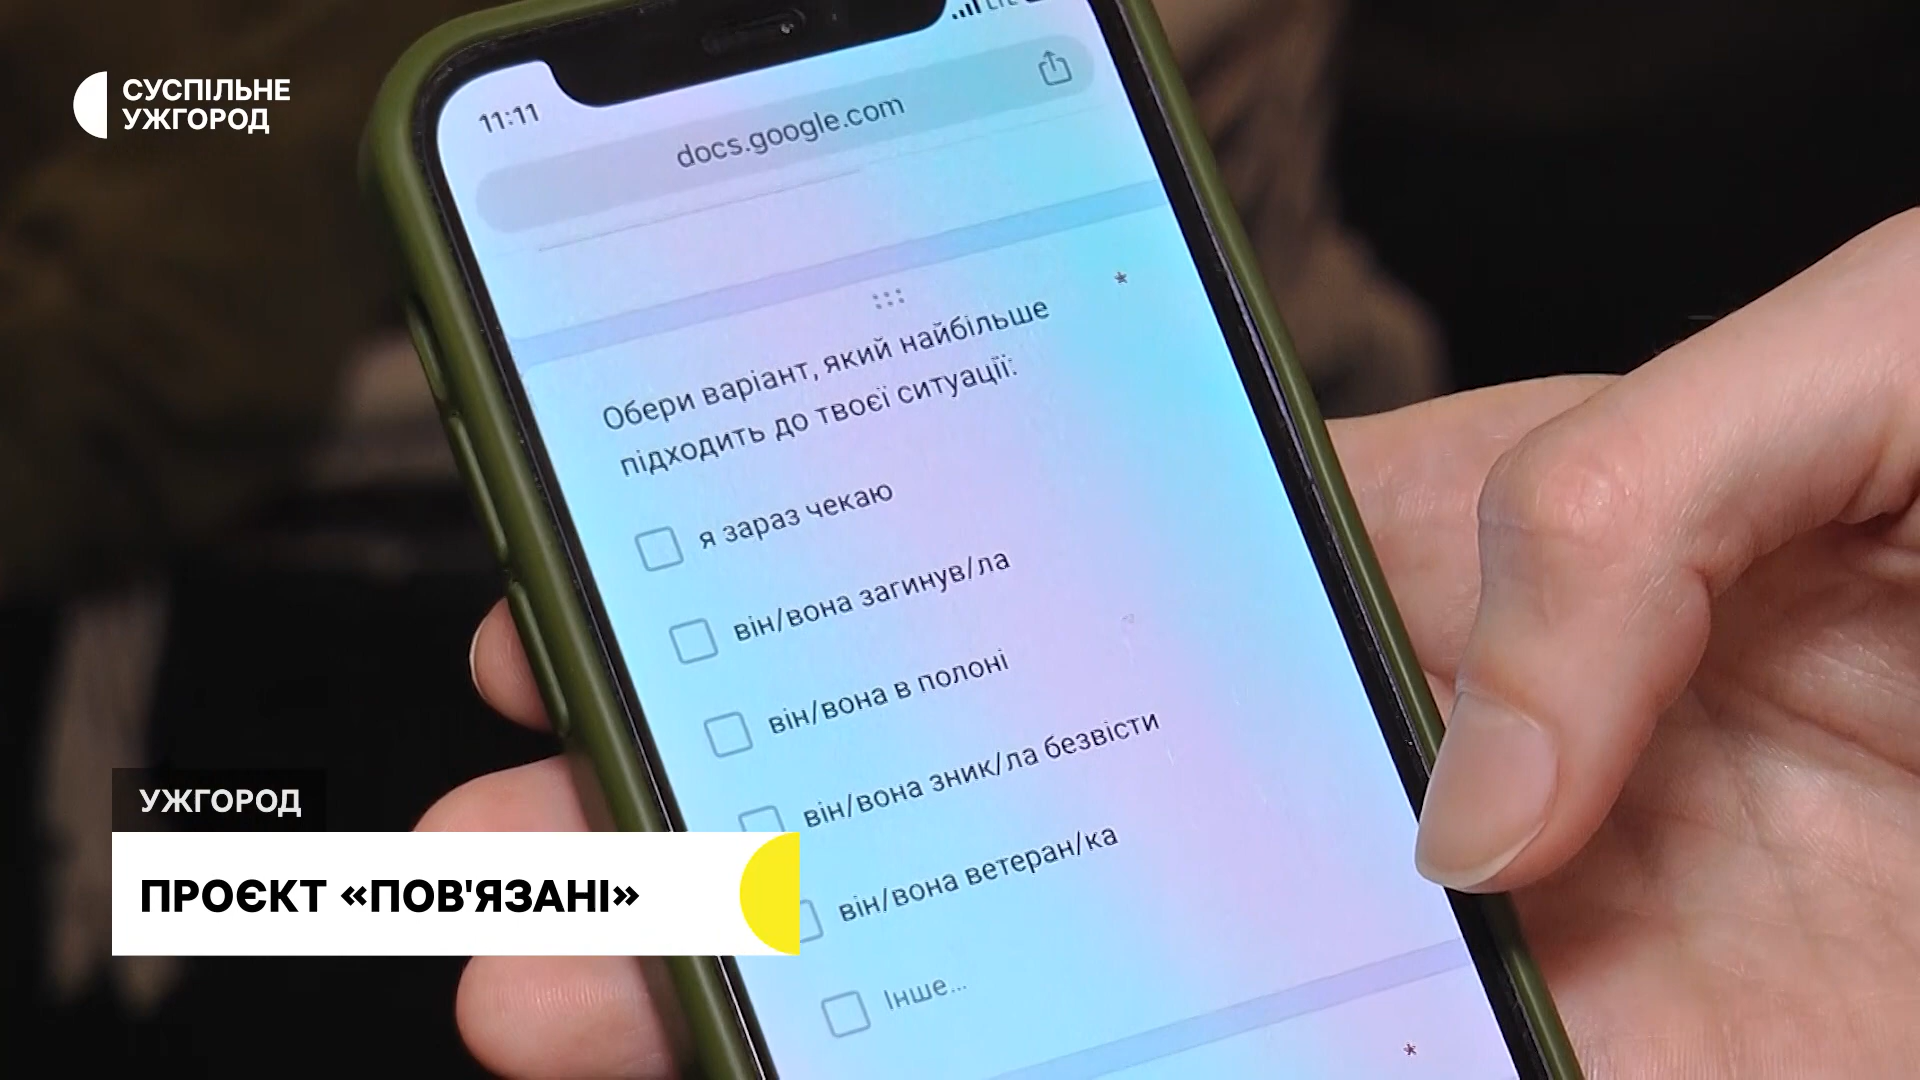 СУСПІЛЬНЕ
УЖГОРОД
11:11
docs.google.com
*
Обери варіант, який найбільше
підходить до твоєї ситуації:
я зараз чекаю
він/вона загинув/ла
він/вона в полоні
він/вона зник/ла безвісти
він/вона ветеран/ка
Інше...
*
УЖГОРОД
ПРОЄКТ «ПОВ'ЯЗАНІ»